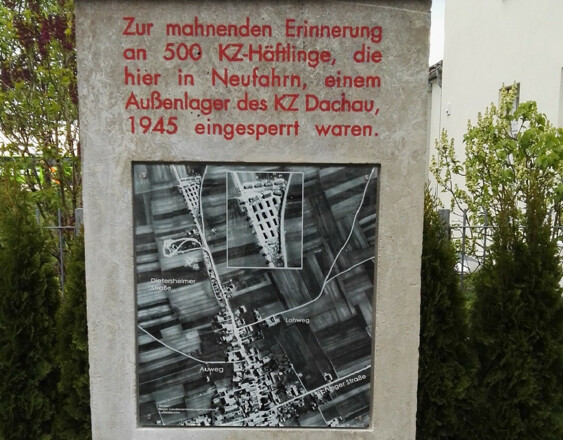 Zur mahnenden Erinnerung
an 500 KZ-Häftlinge, die
hier in Neufahrn, einem
Außenlager des KZ Dachau,
1945 eingesperrt waren.
Dietersheimer
Straße
Lohweg
Auweg
Straße